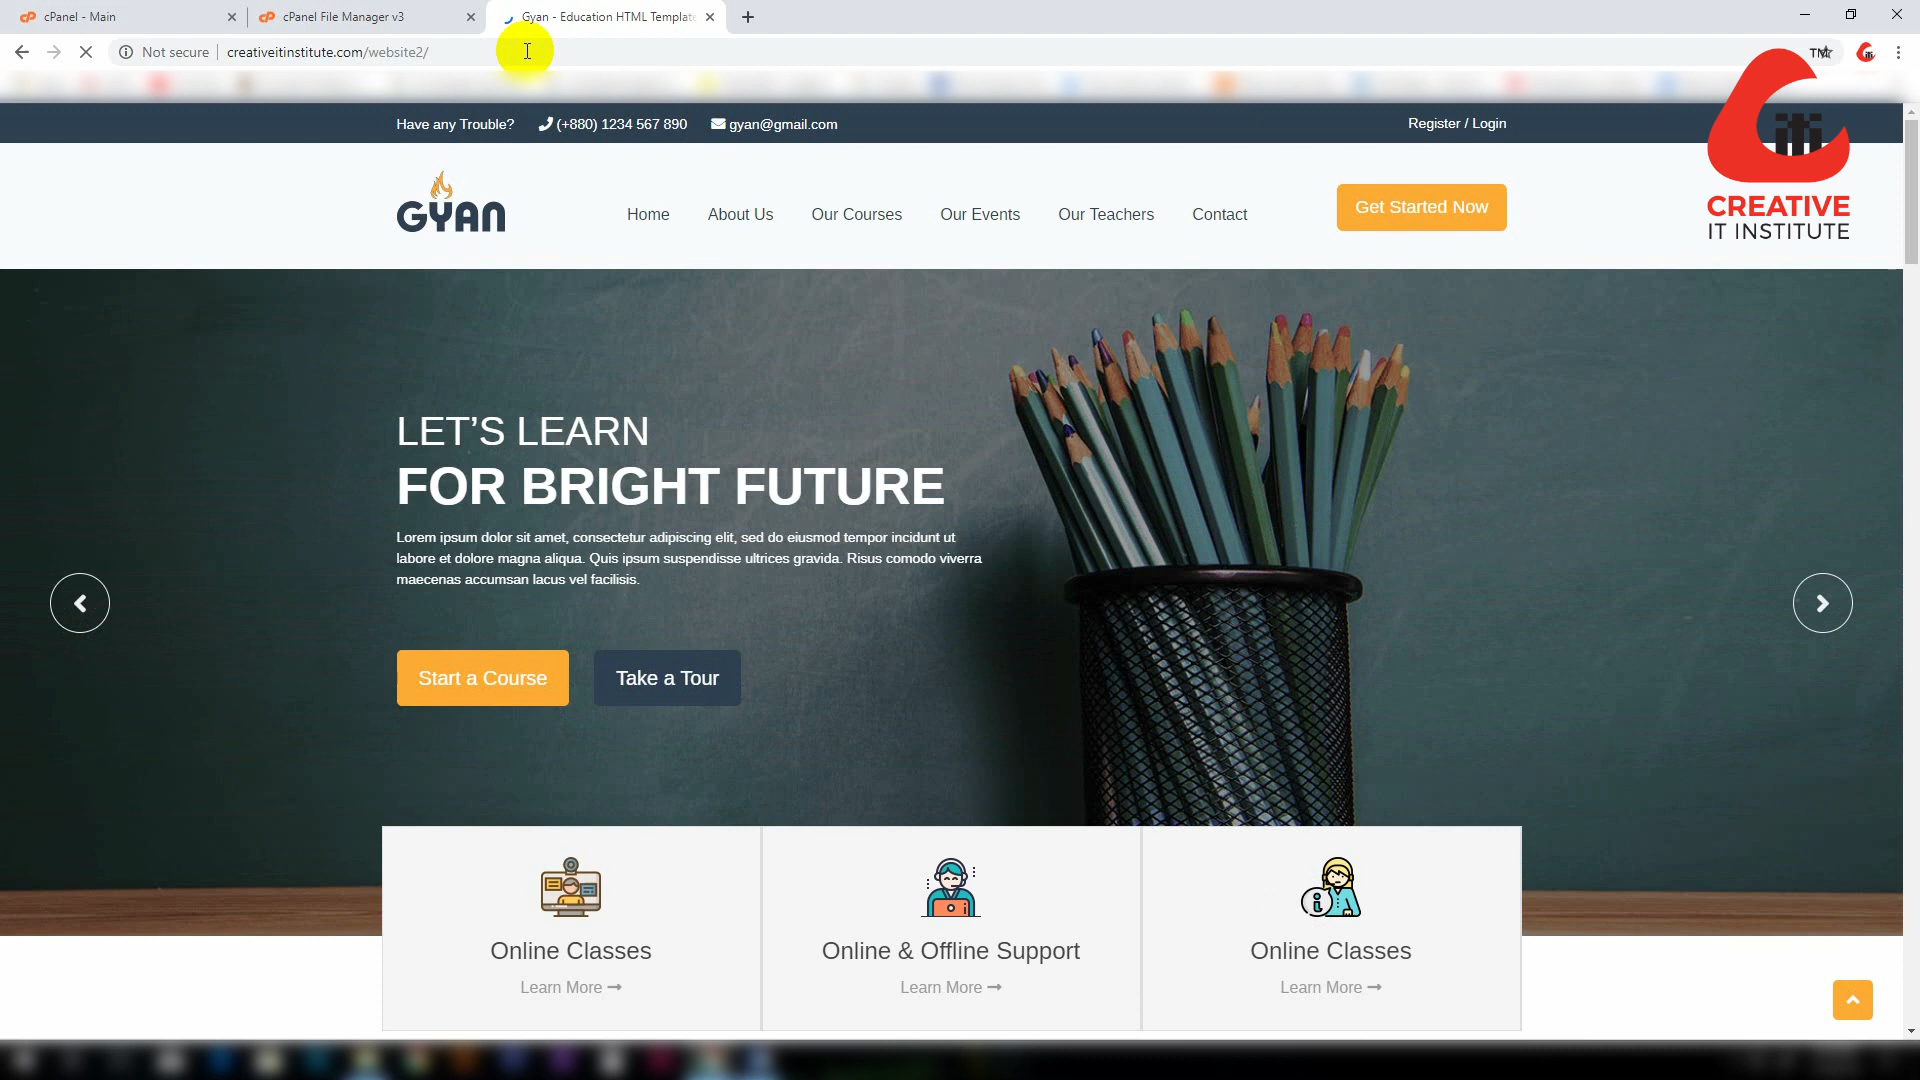 cPanel - Main
cPanel File Manager v3
Gyan - Education HTML Templat
Not secure
creativeitinstitute.com/website2/
TM
Have any Trouble?
(+880) 1234 567 890
gyan@gmail.com
Register / Login
GYAN
Home
About Us
Our Courses
Our Events
Our Teachers
Contact
Get Started Now
CREATIVE
IT INSTITUTE
LET’S LEARN
FOR BRIGHT FUTURE
Lorem ipsum dolor sit amet, consectetur adipiscing elit, sed do eiusmod tempor incidunt ut
labore et dolore magna aliqua. Quis ipsum suspendisse ultrices gravida. Risus comodo viverra
maecenas accumsan lacus vel facilisis.
Start a Course
Take a Tour
Online Classes
Learn More
Online & Offline Support
Learn More
Online Classes
Learn More